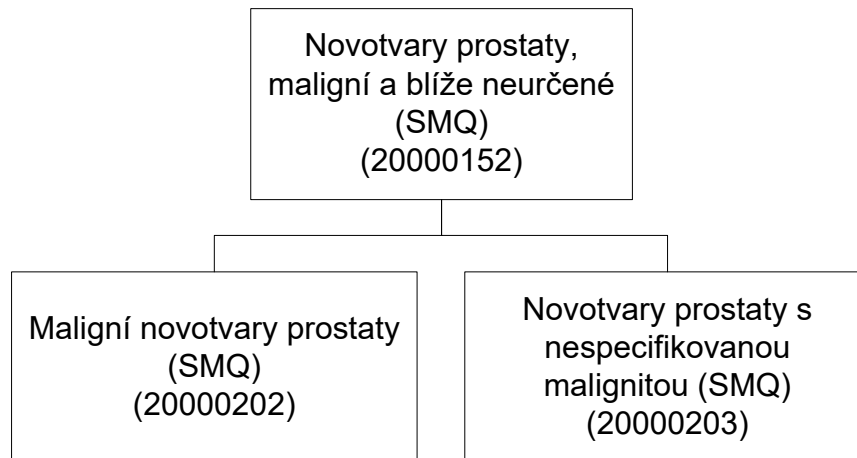 Novotvary prostaty,
maligní a blíže neurčené
(SMQ)
(20000152)
Maligní novotvary prostaty
(SMQ)
(20000202)
Novotvary prostaty s
nespecifikovanou
malignitou (SMQ)
(20000203)